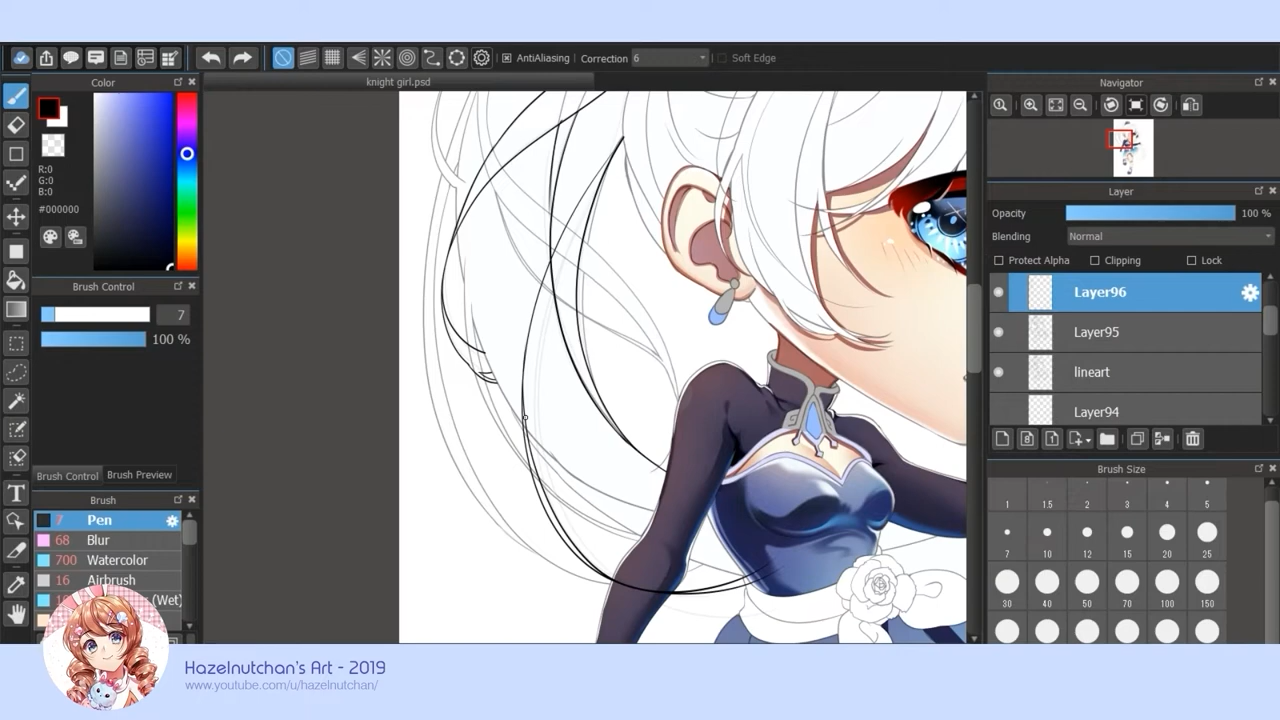 AntiAliasing Correction 6 Soft Edge
Color
knight girl.psd
Navigator
R:0
G:0
B:0
#000000
Layer
Opacity 100 %
Blending Normal
Protect Alpha Clipping Lock
Brush Control
7
100 %
Layer96
Layer95
lineart
Layer94
Brush Control Brush Preview
Brush
7 Pen
68 Blur
700 Watercolor
16 Airbrush
(Wet)
T
Brush Size
1 1.5 2 3 4 5
7 10 12 15 20 25
30 40 50 70 100 150
Hazelnutchan's Art - 2019
www.youtube.com/u/hazelnutchan/